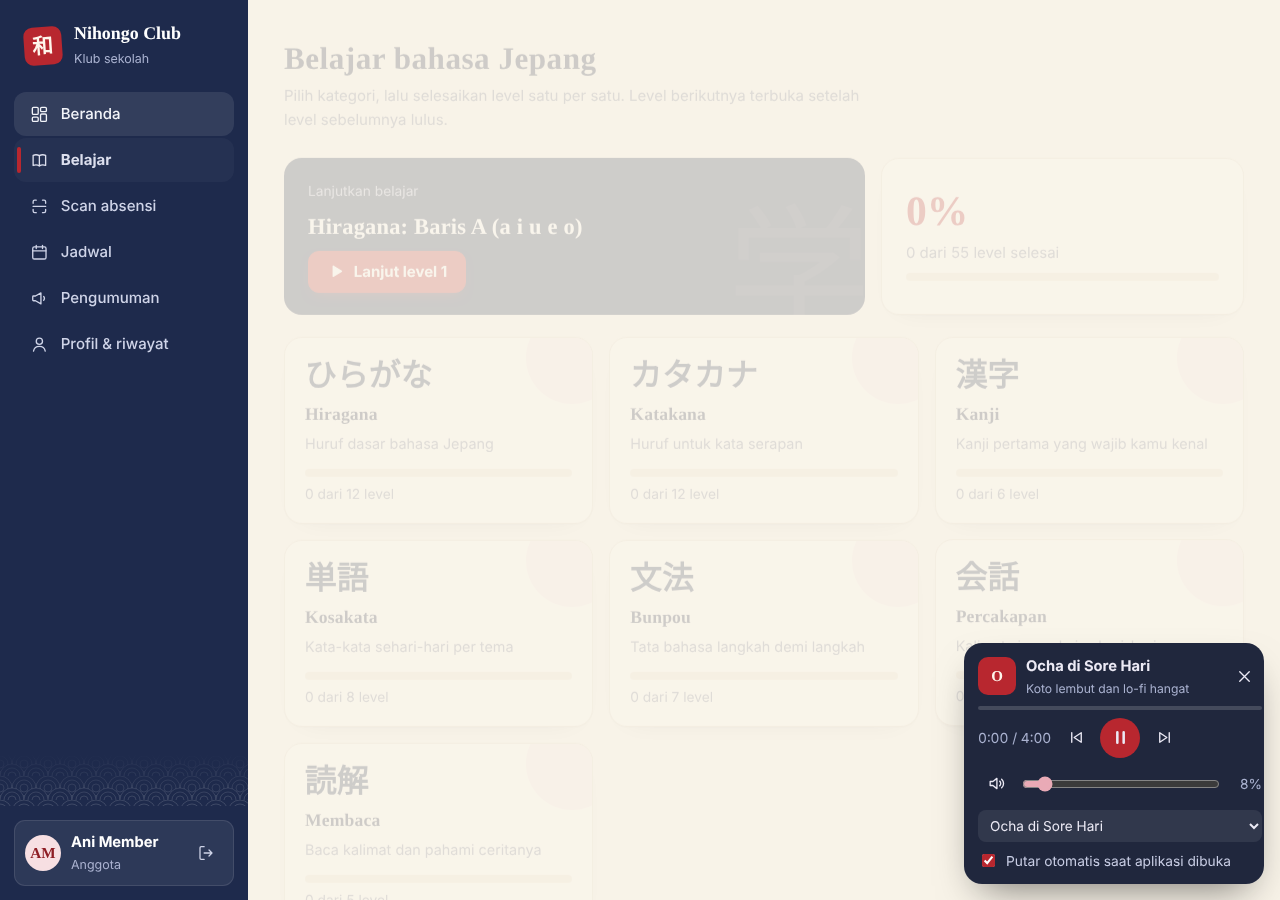 和
Nihongo Club
Klub sekolah
Beranda
Belajar
Scan absensi
Jadwal
Pengumuman
Profil & riwayat
AM
Ani Member
Anggota
Belajar bahasa Jepang
Pilih kategori, lalu selesaikan level satu per satu. Level berikutnya terbuka setelah
level sebelumnya lulus.
Lanjutkan belajar
Hiragana: Baris A (a i u e o)
Lanjut level 1
学
0%
0 dari 55 level selesai
ひらがな
Hiragana
Huruf dasar bahasa Jepang
0 dari 12 level
カタカナ
Katakana
Huruf untuk kata serapan
0 dari 12 level
漢字
Kanji
Kanji pertama yang wajib kamu kenal
0 dari 6 level
単語
Kosakata
Kata-kata sehari-hari per tema
0 dari 8 level
文法
Bunpou
Tata bahasa langkah demi langkah
0 dari 7 level
会話
Percakapan
読解
Membaca
Baca kalimat dan pahami ceritanya
0 dari 5 level
O
Ocha di Sore Hari
Koto lembut dan lo-fi hangat
0:00 / 4:00
8%
Ocha di Sore Hari
Putar otomatis saat aplikasi dibuka